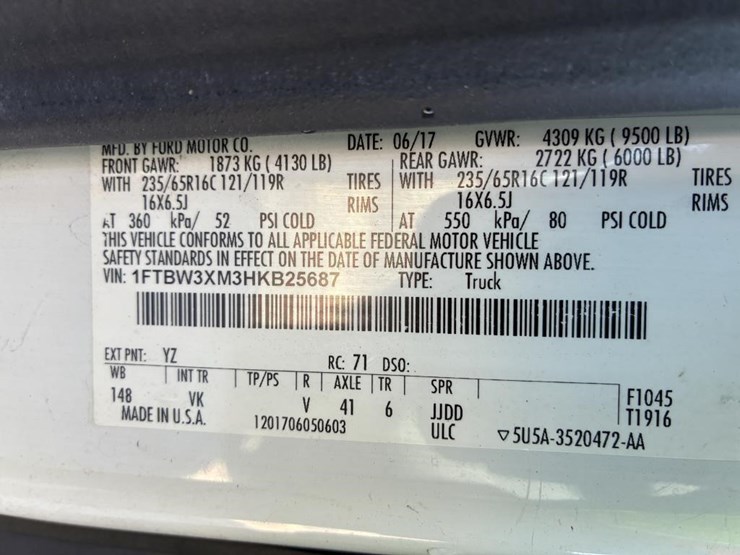 MFD. BY FORD MOTOR CO. DATE: 06/17 GVWR: 4309 KG ( 9500 LB)
FRONT GAWR: 1873 KG ( 4130 LB) REAR GAWR: 2722 KG ( 6000 LB)
WITH 235/65R16C 121/119R TIRES WITH 235/65R16C 121/119R TIRES
16X6.5J RIMS 16X6.5J RIMS
AT 360 kPa/ 52 PSI COLD AT 550 kPa/ 80 PSI COLD
THIS VEHICLE CONFORMS TO ALL APPLICABLE FEDERAL MOTOR VEHICLE
SAFETY STANDARDS IN EFFECT ON THE DATE OF MANUFACTURE SHOWN ABOVE.
VIN: 1FTBW3XM3HKB25687 TYPE: Truck
EXT PNT: YZ RC: 71 DSO:
WB INT TR TP/PS R AXLE TR SPR F1045
148 VK V 41 6 JJDD T1916
MADE IN U.S.A. 1201706050603 ULC ▽5U5A-3520472-AA